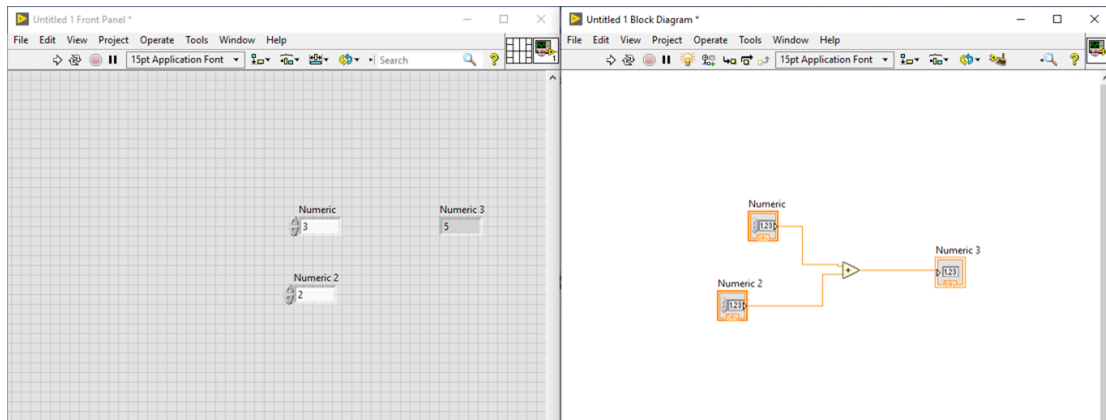 Untitled 1 Front Panel *
File Edit View Project Operate Tools Window Help
15pt Application Font
Search
1
Numeric
3
Numeric 3
5
Numeric 2
2
Untitled 1 Block Diagram *
File Edit View Project Operate Tools Window Help
15pt Application Font
Numeric
1.23
Numeric 3
1.23
Numeric 2
1.23